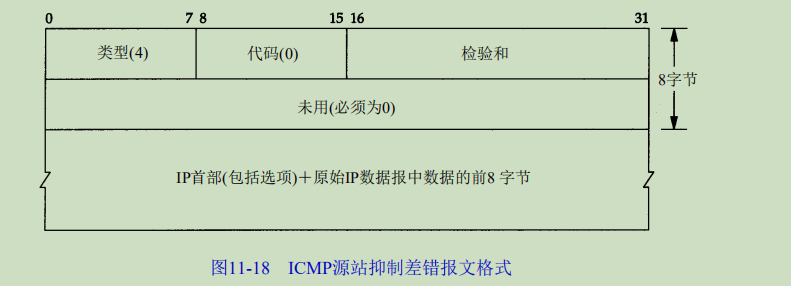 0 7 8 15 16 31
类型(4) 代码(0) 检验和
8字节
未用(必须为0)
IP首部(包括选项)＋原始IP数据报中数据的前8 字节
图11-18 ICMP源站抑制差错报文格式